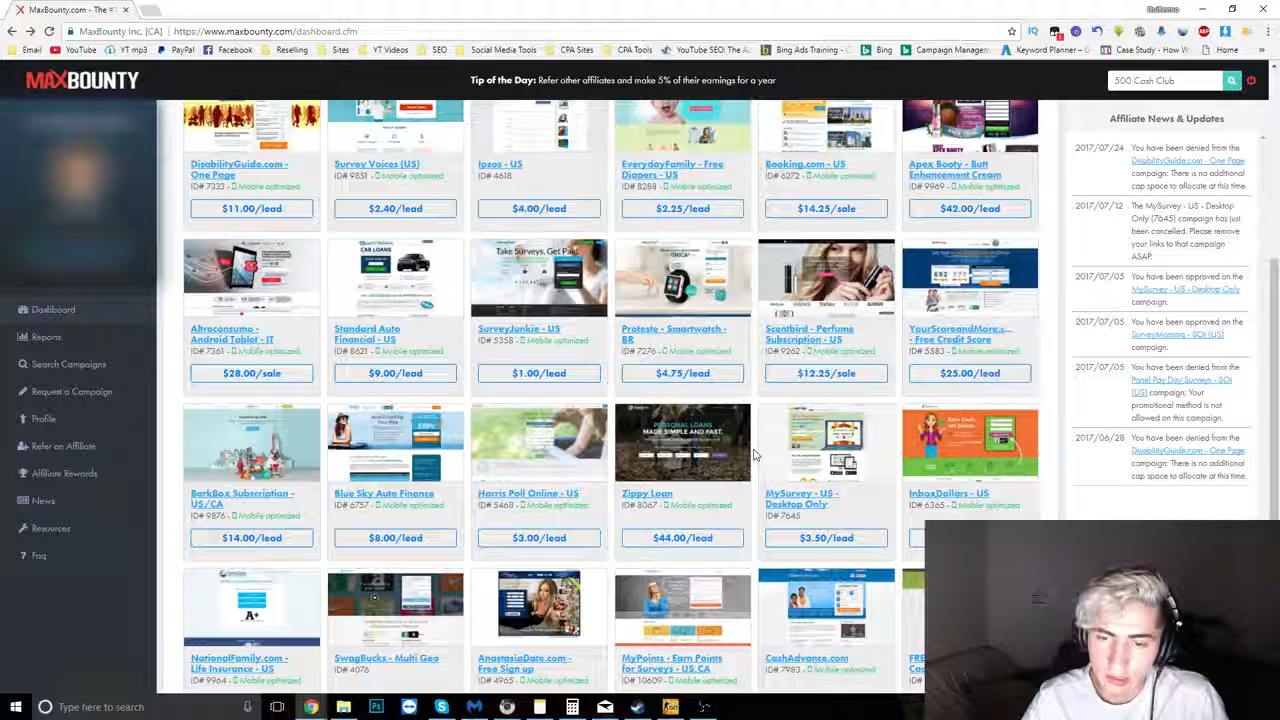 MaxBounty.com - The #
Guillermo
MaxBounty Inc. [CA] | https://www.maxbounty.com/dashboard.cfm
Email YouTube YT mp3 PayPal Facebook Reselling Sites YT Videos SEO Social Media Tools CPA Sites CPA Tools YouTube SEO: The A Bing Ads Training - Bing Campaign Managem Keyword Planner – G Case Study - How W Home
MAXBOUNTY
Tip of the Day: Refer other affiliates and make 5% of their earnings for a year
500 Cash Club
Dashboard
Reports
Search Campaigns
Request a Campaign
Profile
Refer an Affiliate
Affiliate Rewards
News
Resources
Faq
DisabilityGuide.com - One Page
ID# 7333 - Mobile optimized
$11.00/lead
Survey Voices (US)
ID# 9851 - Mobile optimized
$2.40/lead
Ipsos - US
ID# 4618
$4.00/lead
EverydayFamily - Free Diapers - US
ID# 8288 - Mobile optimized
$2.25/lead
Booking.com - US
ID# 6272 - Mobile optimized
$14.25/sale
Apex Booty - Butt Enhancement Cream
ID# 9969 - Mobile optimized
$42.00/lead
Altroconsumo - Android Tablet - IT
ID# 7361 - Mobile optimized
$28.00/sale
CAR LOANS
Standard Auto Financial - US
ID# 8621 - Mobile optimized
$9.00/lead
Take Surveys, Get Paid
SurveyJunkie - US
ID# 5358 - Mobile optimized
$1.00/lead
Proteste - Smartwatch - BR
ID# 7276 - Mobile optimized
$4.75/lead
Scentbird - Perfume Subscription - US
ID# 9262 - Mobile optimized
$12.25/sale
YourScoreandMore.c... - Free Credit Score
ID# 5583 - Mobile optimized
$25.00/lead
BarkBox Subscription - US/CA
ID# 9876 - Mobile optimized
$14.00/lead
Blue Sky Auto Finance
ID# 6757 - Mobile optimized
$8.00/lead
Harris Poll Online - US
ID# 5468 - Mobile optimized
$3.00/lead
PERSONAL LOANS
MADE SIMPLE AND FAST.
Zippy Loan
ID# 8067 - Mobile optimized
$44.00/lead
MySurvey - US - Desktop Only
ID# 7645
$3.50/lead
InboxDollars - US
ID# 6365 - Mobile optimized
A+
NationalFamily.com - Life Insurance - US
ID# 9964 - Mobile optimized
SwagBucks - Multi Geo
ID# 4076
AnastasiaDate.com - Free Sign up
ID# 4965 - Mobile optimized
MyPoints - Earn Points for Surveys - US,CA
ID# 10609 - Mobile optimized
CashAdvance.com
ID# 7983 - Mobile optimized
Affiliate News & Updates
2017/07/24 You have been denied from the
DisabilityGuide.com - One Page
campaign: There is no additional
cap space to allocate at this time.
2017/07/12 The MySurvey - US - Desktop
Only (7645) campaign has just
been cancelled. Please remove
your links to that campaign
ASAP.
2017/07/05 You have been approved on the
MySurvey - US - Desktop Only
campaign.
2017/07/05 You have been approved on the
SurveyMomma - SOI (US)
campaign.
2017/07/05 You have been denied from the
Panel Pay Day Surveys - SOI
(US) campaign: Your
promotional method is not
allowed on this campaign.
2017/06/23 You have been denied from the
DisabilityGuide.com - One Page
campaign: There is no additional
cap space to allocate at this time.
Type here to search